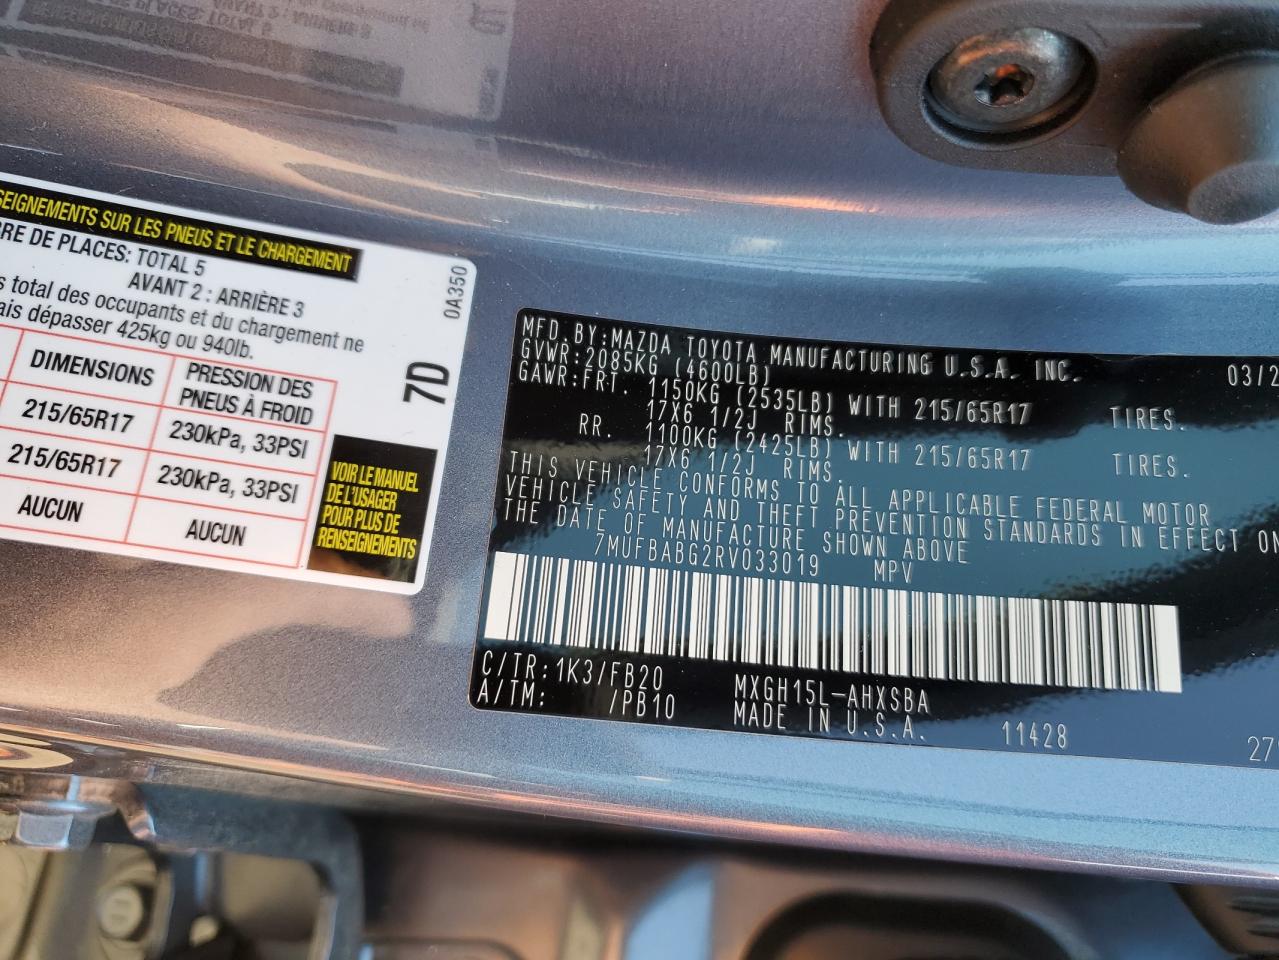 SEIGNEMENTS SUR LES PNEUS ET LE CHARGEMENT
BRE DE PLACES: TOTAL 5
AVANT 2 : ARRIÈRE 3
s total des occupants et du chargement ne
ais dépasser 425kg ou 940lb.
DIMENSIONS PRESSION DES PNEUS À FROID
215/65R17 230kPa, 33PSI
215/65R17 230kPa, 33PSI
AUCUN AUCUN
0A350
7D
VOIR LE MANUEL
DE L'USAGER
POUR PLUS DE
RENSEIGNEMENTS
MFD. BY:MAZDA TOYOTA MANUFACTURING U.S.A. INC. 03/2
GVWR:2085KG (4600LB)
GAWR:FRT. 1150KG (2535LB) WITH 215/65R17 TIRES.
17X6 1/2J RIMS.
RR. 1100KG (2425LB) WITH 215/65R17 TIRES.
17X6 1/2J RIMS.
THIS VEHICLE CONFORMS TO ALL APPLICABLE FEDERAL MOTOR
VEHICLE SAFETY AND THEFT PREVENTION STANDARDS IN EFFECT ON
THE DATE OF MANUFACTURE SHOWN ABOVE
7MUFBABG2RV033019 MPV
C/TR:1K3/FB20 MXGH15L-AHXSBA
A/TM: /PB10 MADE IN U.S.A. 11428 27